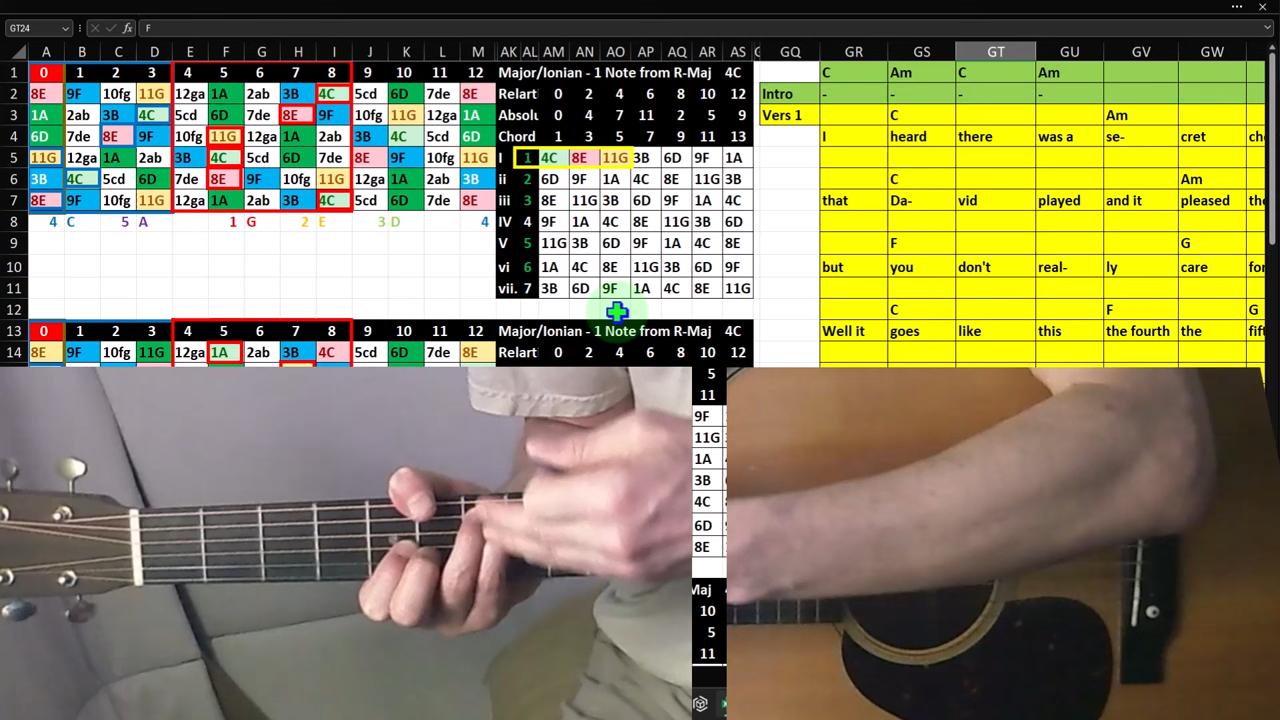 GT24 fx F
A B C D E F G H I J K L M AK AL AM AN AO AP AQ AR AS GQ GR GS GT GU GV GW
1 0 1 2 3 4 5 6 7 8 9 10 11 12 Major/Ionian - 1 Note from R-Maj 4C C Am C Am
2 8E 9F 10fg 11G 12ga 1A 2ab 3B 4C 5cd 6D 7de 8E Relart 0 2 4 6 8 10 12 Intro - - - -
3 1A 2ab 3B 4C 5cd 6D 7de 8E 9F 10fg 11G 12ga 1A Absolu 0 4 7 11 2 5 9 Vers 1 C Am
4 6D 7de 8E 9F 10fg 11G 12ga 1A 2ab 3B 4C 5cd 6D Chord 1 3 5 7 9 11 13 I heard there was a se- cret
5 11G 12ga 1A 2ab 3B 4C 5cd 6D 7de 8E 9F 10fg 11G I 1 4C 8E 11G 3B 6D 9F 1A
6 3B 4C 5cd 6D 7de 8E 9F 10fg 11G 12ga 1A 2ab 3B ii 2 6D 9F 1A 4C 8E 11G 3B C Am
7 8E 9F 10fg 11G 12ga 1A 2ab 3B 4C 5cd 6D 7de 8E iii 3 8E 11G 3B 6D 9F 1A 4C that Da- vid played and it pleased
8 4 C 5 A 1 G 2 E 3 D 4 IV 4 9F 1A 4C 8E 11G 3B 6D
9 V 5 11G 3B 6D 9F 1A 4C 8E F G
10 vi 6 1A 4C 8E 11G 3B 6D 9F but you don't real- ly care for
11 vii. 7 3B 6D 9F 1A 4C 8E 11G
12 C F G
13 0 1 2 3 4 5 6 7 8 9 10 11 12 Major/Ionian - 1 Note from R-Maj 4C Well it goes like this the fourth the
14 8E 9F 10fg 11G 12ga 1A 2ab 3B 4C 5cd 6D 7de 8E Relart 0 2 4 6 8 10 12
5
11
9F
11G
1A
3B
4C
6D
8E
Maj
10
5
11